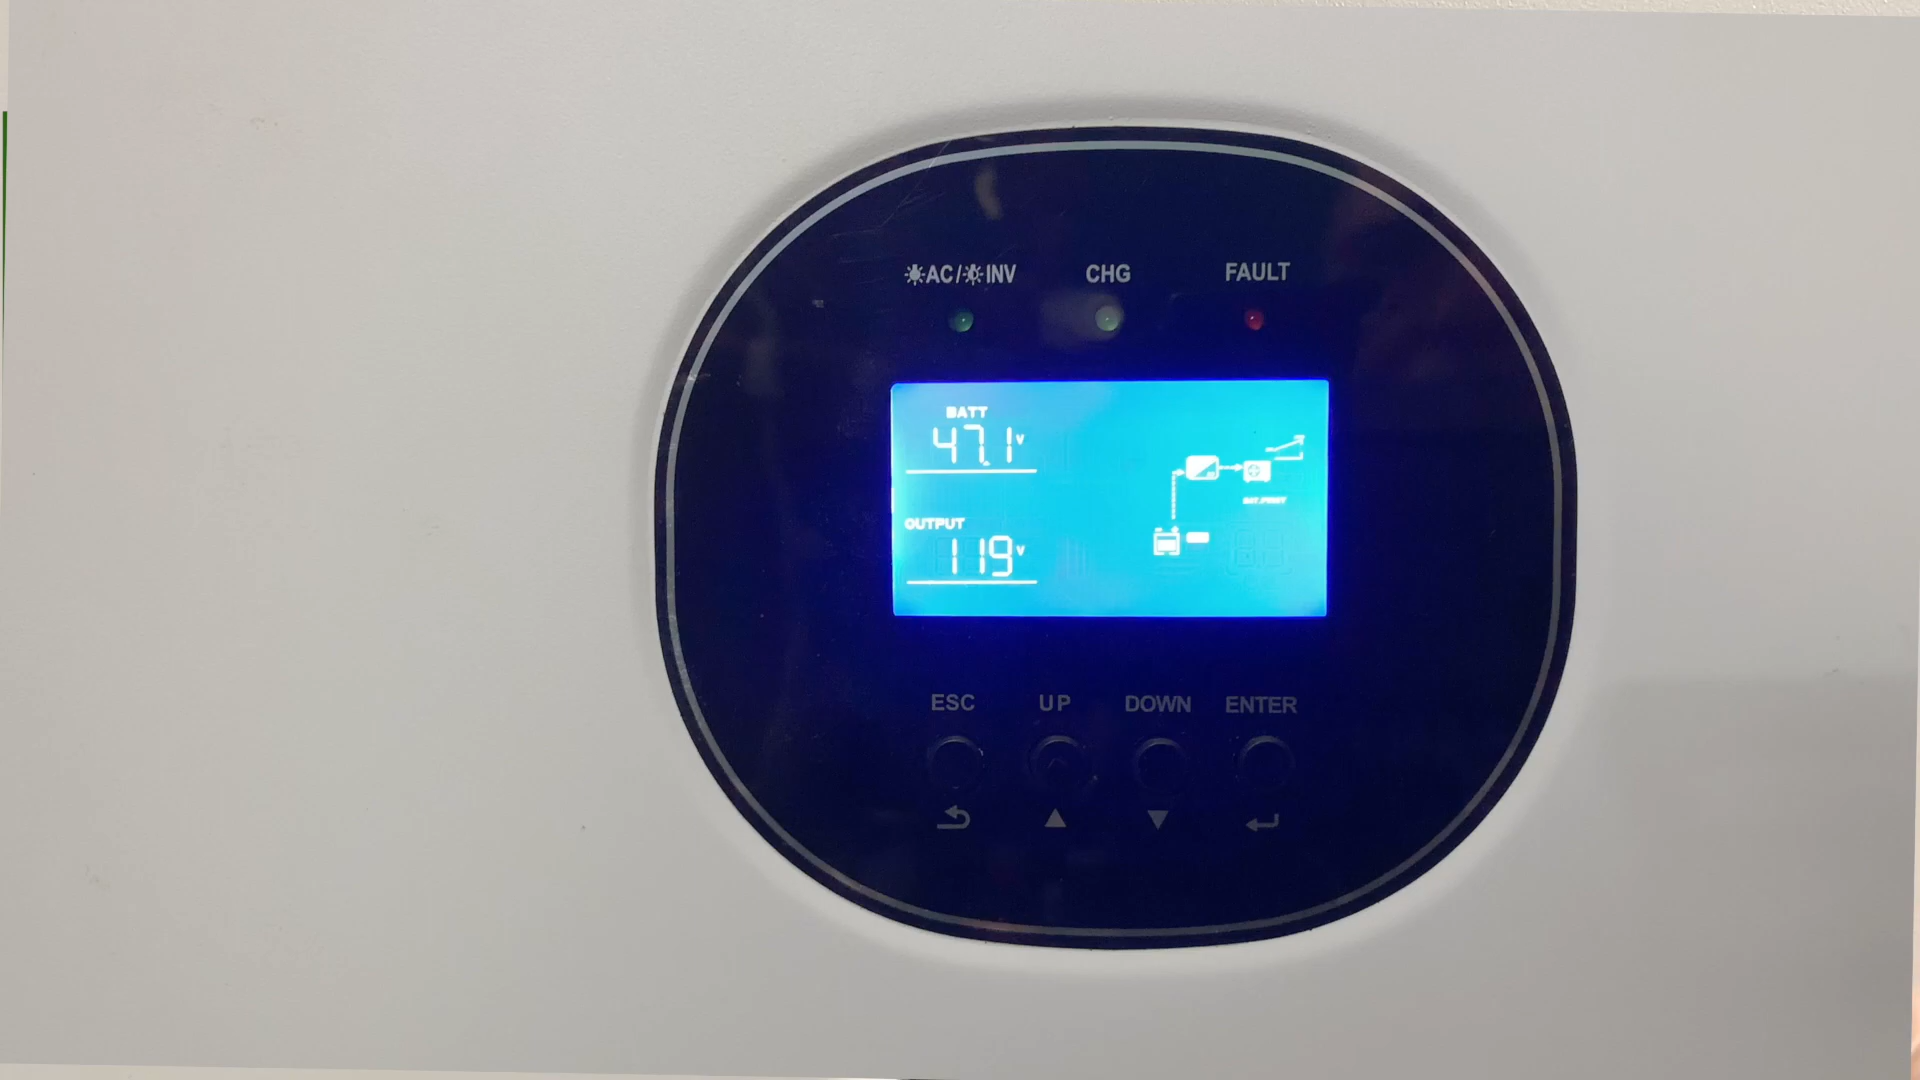 AC/ INV CHG FAULT
BATT
47.1V
OUTPUT
119V
ESC UP DOWN ENTER